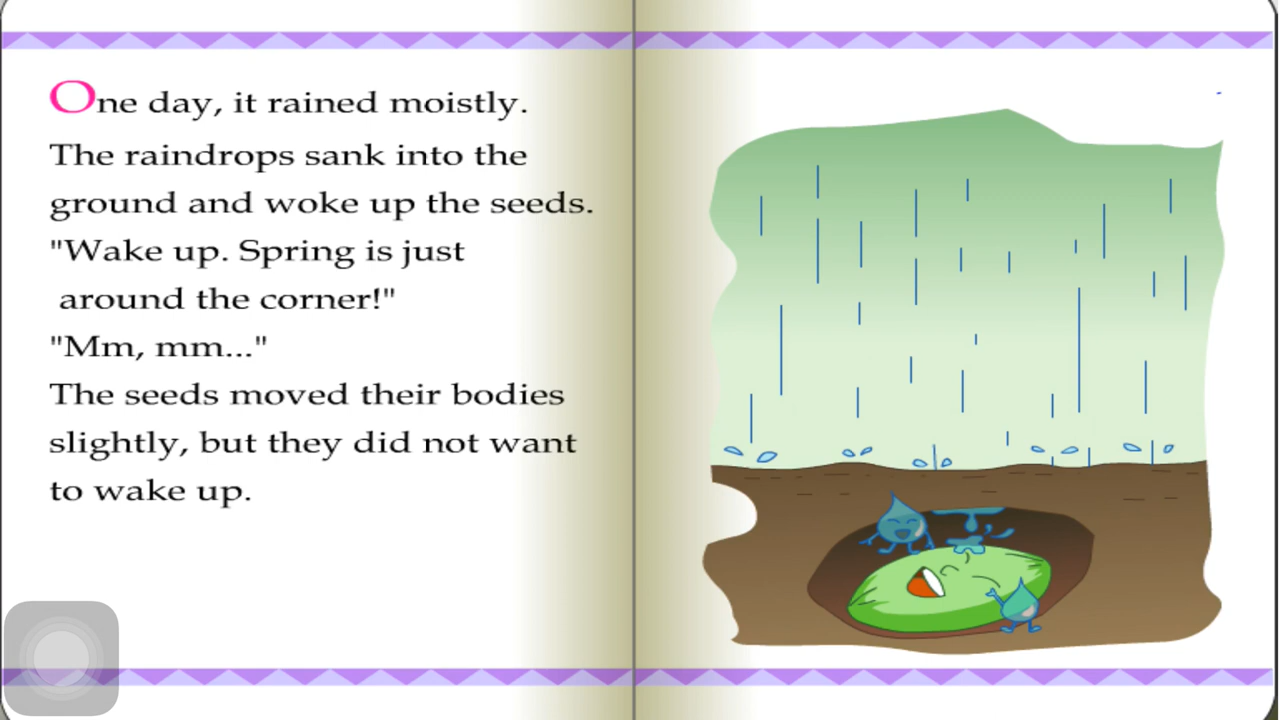 One day, it rained moistly.
The raindrops sank into the
ground and woke up the seeds.
"Wake up. Spring is just
around the corner!"
"Mm, mm..."
The seeds moved their bodies
slightly, but they did not want
to wake up.